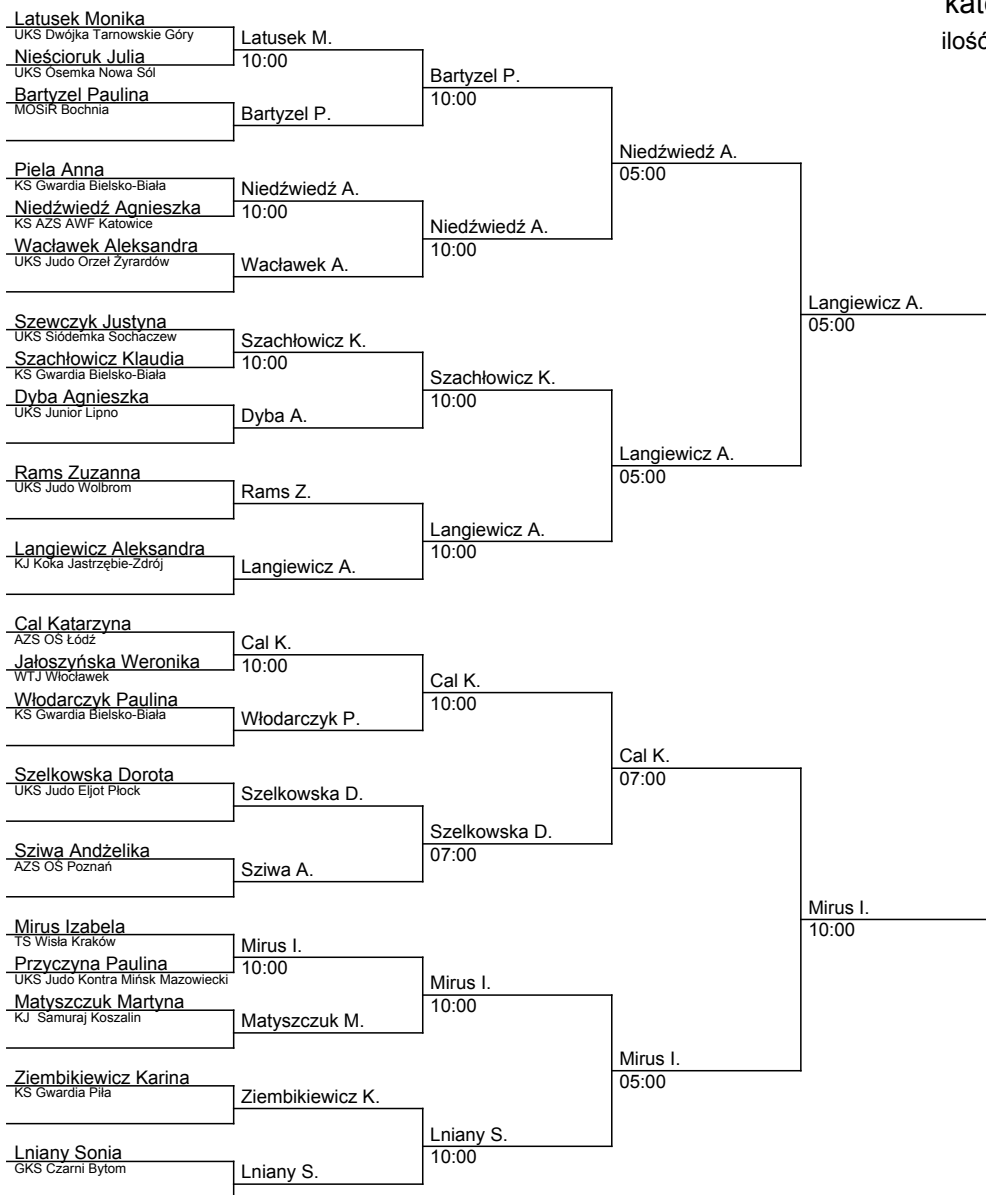 kate
ilość
Latusek Monika
UKS Dwójka Tarnowskie Góry
Nieścioruk Julia
UKS Ósemka Nowa Sól
Bartyzel Paulina
MOSiR Bochnia
Piela Anna
KS Gwardia Bielsko-Biała
Niedźwiedź Agnieszka
KS AZS AWF Katowice
Wacławek Aleksandra
UKS Judo Orzeł Żyrardów
Szewczyk Justyna
UKS Siódemka Sochaczew
Szachłowicz Klaudia
KS Gwardia Bielsko-Biała
Dyba Agnieszka
UKS Junior Lipno
Rams Zuzanna
UKS Judo Wolbrom
Langiewicz Aleksandra
KJ Koka Jastrzębie-Zdrój
Cal Katarzyna
AZS OŚ Łódź
Jałoszyńska Weronika
WTJ Włocławek
Włodarczyk Paulina
KS Gwardia Bielsko-Biała
Szelkowska Dorota
UKS Judo Eljot Płock
Sziwa Andżelika
AZS OŚ Poznań
Mirus Izabela
TS Wisła Kraków
Przyczyna Paulina
UKS Judo Kontra Mińsk Mazowiecki
Matyszczuk Martyna
KJ Samuraj Koszalin
Ziembikiewicz Karina
KS Gwardia Piła
Lniany Sonia
GKS Czarni Bytom
Latusek M.
10:00
Bartyzel P.
Niedźwiedź A.
10:00
Wacławek A.
Szachłowicz K.
10:00
Dyba A.
Rams Z.
Langiewicz A.
Cal K.
10:00
Włodarczyk P.
Szelkowska D.
Sziwa A.
Mirus I.
10:00
Matyszczuk M.
Ziembikiewicz K.
Lniany S.
Bartyzel P.
10:00
Niedźwiedź A.
10:00
Szachłowicz K.
10:00
Langiewicz A.
10:00
Cal K.
10:00
Szelkowska D.
07:00
Mirus I.
10:00
Lniany S.
10:00
Niedźwiedź A.
05:00
Langiewicz A.
05:00
Cal K.
07:00
Mirus I.
05:00
Langiewicz A.
05:00
Mirus I.
10:00